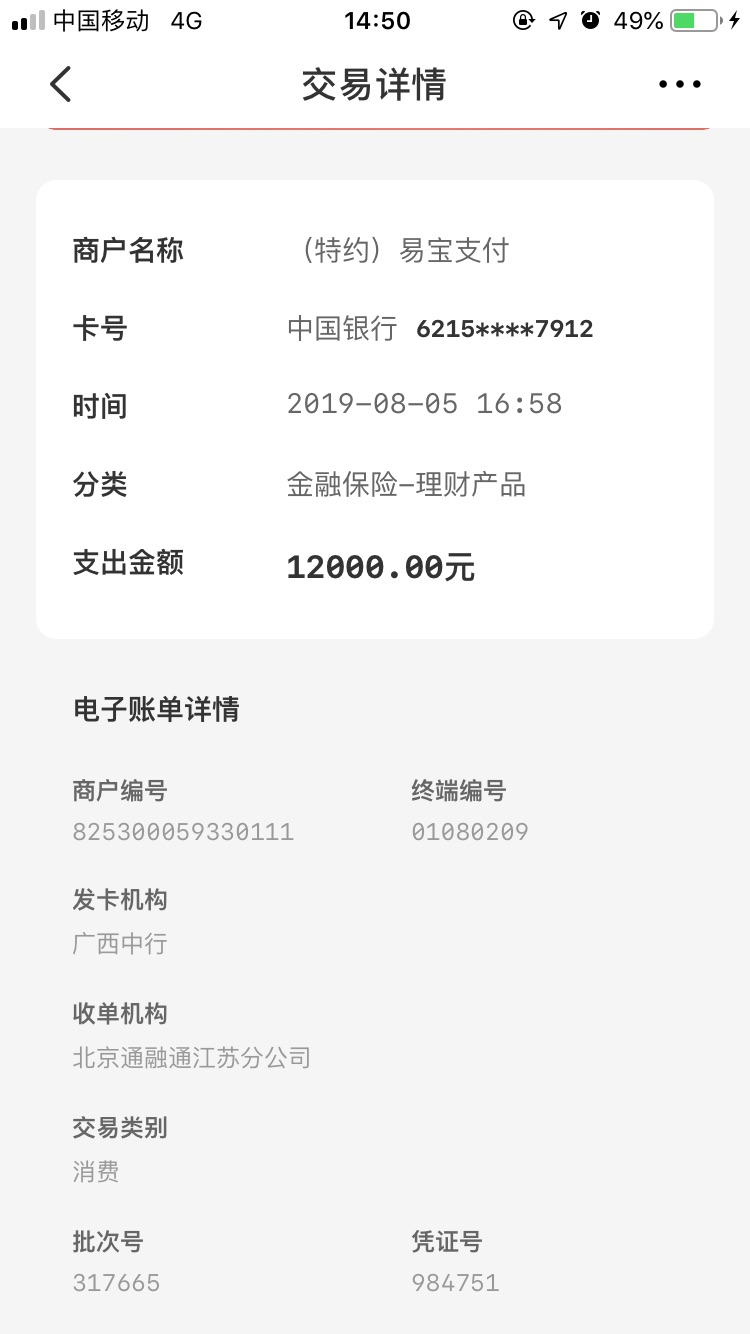 中国移动 4G 14:50 49%
交易详情
商户名称 （特约）易宝支付
卡号 中国银行 6215****7912
时间 2019-08-05 16:58
分类 金融保险-理财产品
支出金额 12000.00元
电子账单详情
商户编号 终端编号
825300059330111 01080209
发卡机构
广西中行
收单机构
北京通融通江苏分公司
交易类别
消费
批次号 凭证号
317665 984751